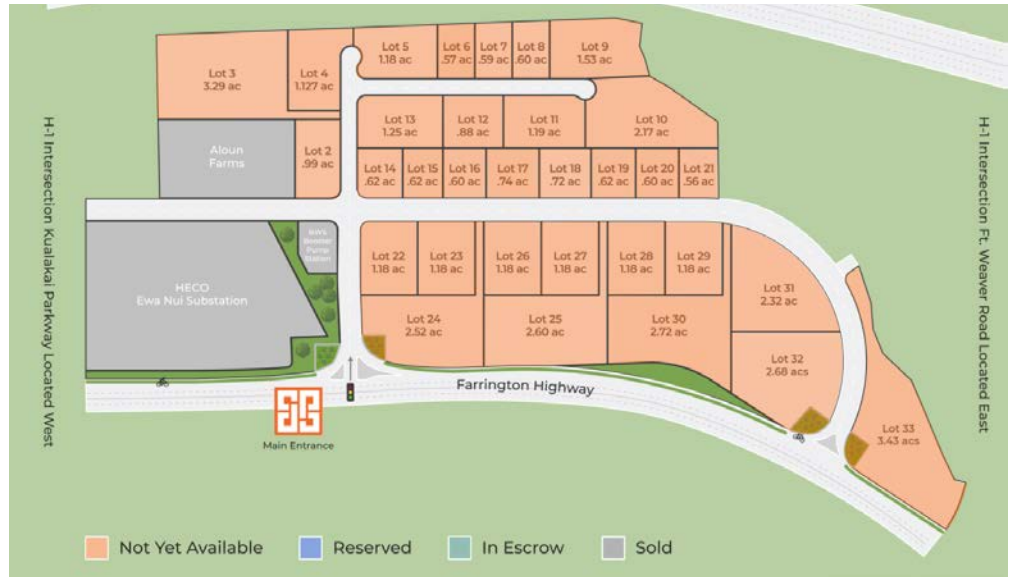 Lot 3
3.29 ac
Lot 4
1.127 ac
Lot 5
1.18 ac
Lot 6
.57 ac
Lot 7
.59 ac
Lot 8
.60 ac
Lot 9
1.53 ac
Lot 13
1.25 ac
Lot 12
.88 ac
Lot 11
1.19 ac
Lot 10
2.17 ac
Aloun
Farms
Lot 2
.99 ac
Lot 14
.62 ac
Lot 15
.62 ac
Lot 16
.60 ac
Lot 17
.74 ac
Lot 18
.72 ac
Lot 19
.62 ac
Lot 20
.60 ac
Lot 21
.56 ac
H-1 Intersection Kualakai Parkway Located West
H-1 Intersection Ft. Weaver Road Located East
HECO
Ewa Nui Substation
Booster
Pump
Station
Lot 22
1.18 ac
Lot 23
1.18 ac
Lot 26
1.18 ac
Lot 27
1.18 ac
Lot 28
1.18 ac
Lot 29
1.18 ac
Lot 31
2.32 ac
Lot 24
2.52 ac
Lot 25
2.60 ac
Lot 30
2.72 ac
Lot 32
2.68 acs
Lot 33
3.43 acs
Farrington Highway
Main Entrance
Not Yet Available
Reserved
In Escrow
Sold